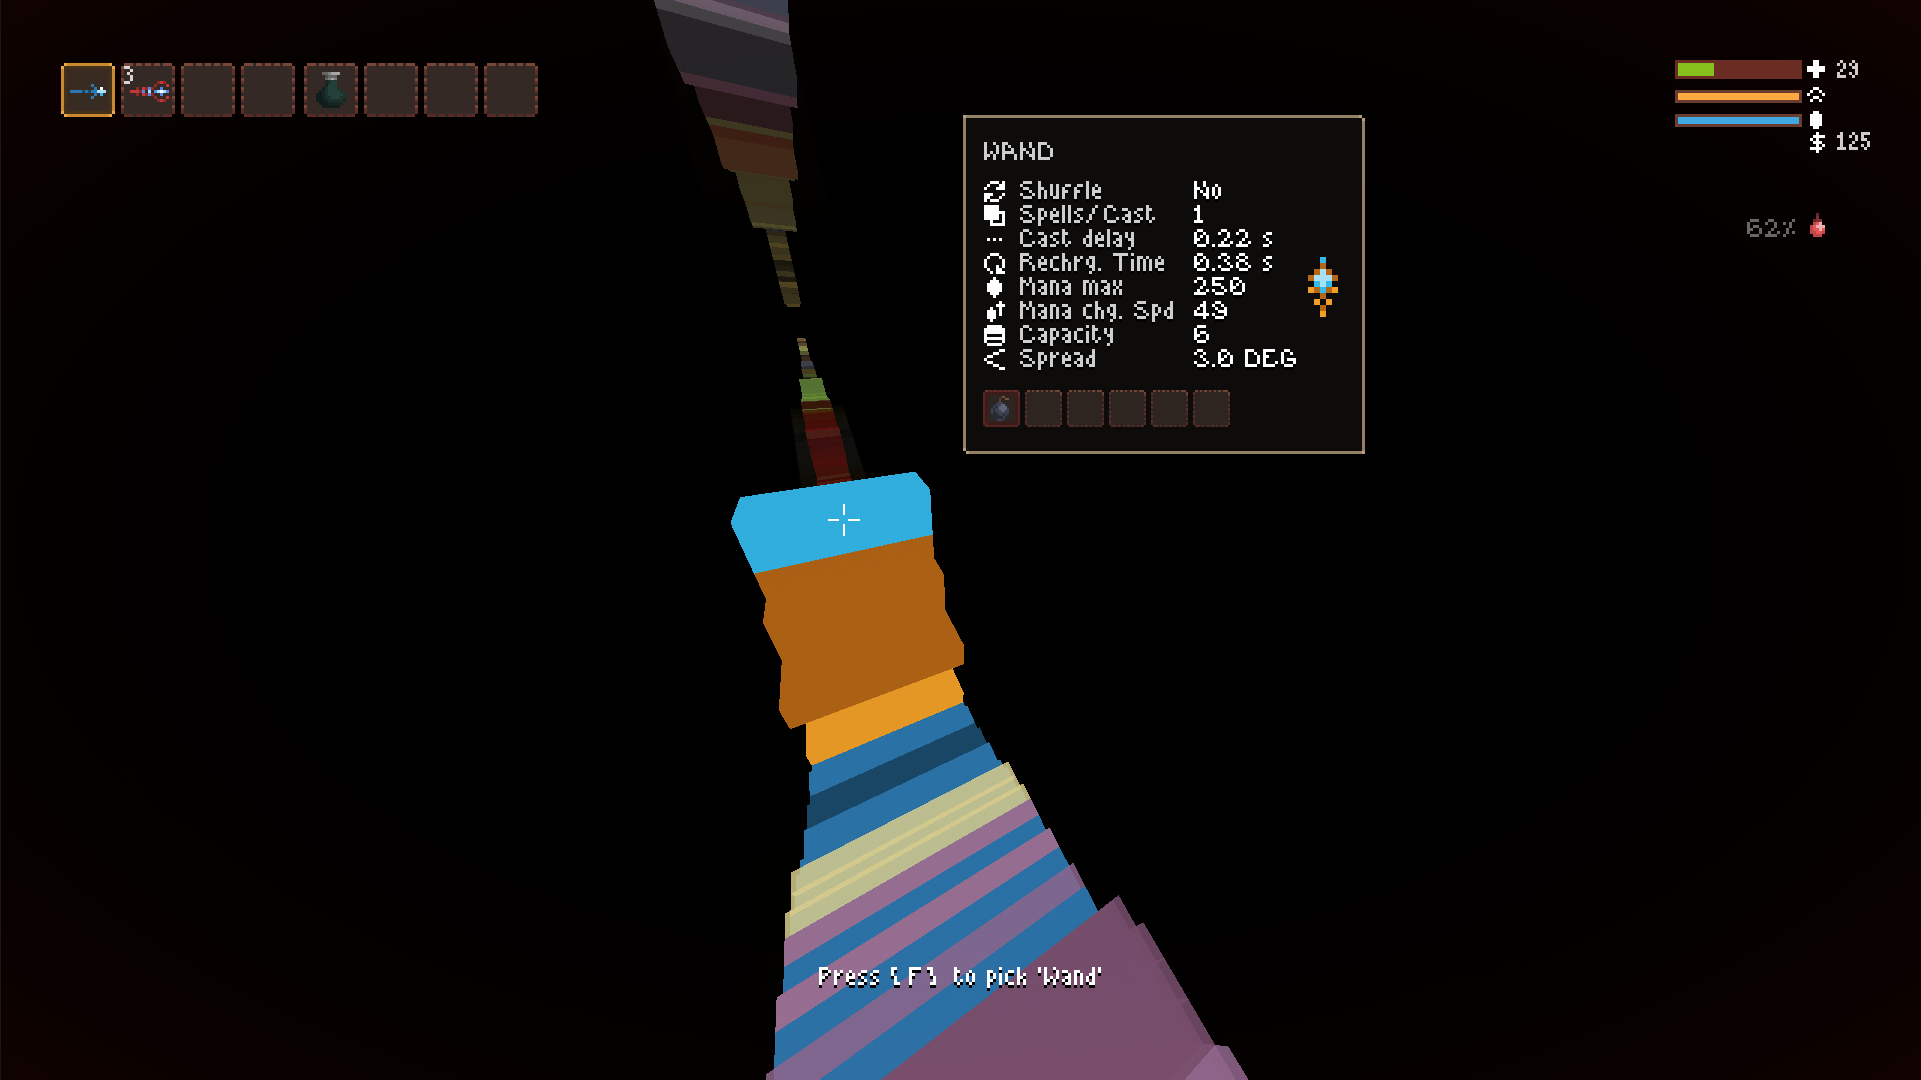 3
29
125
62%
WAND
Shuffle No
Spells/Cast 1
Cast delay 0.22 s
Rechrg. Time 0.38 s
Mana max 250
Mana chg. Spd 49
Capacity 6
Spread 3.0 DEG
Press [F] to pick 'Wand'